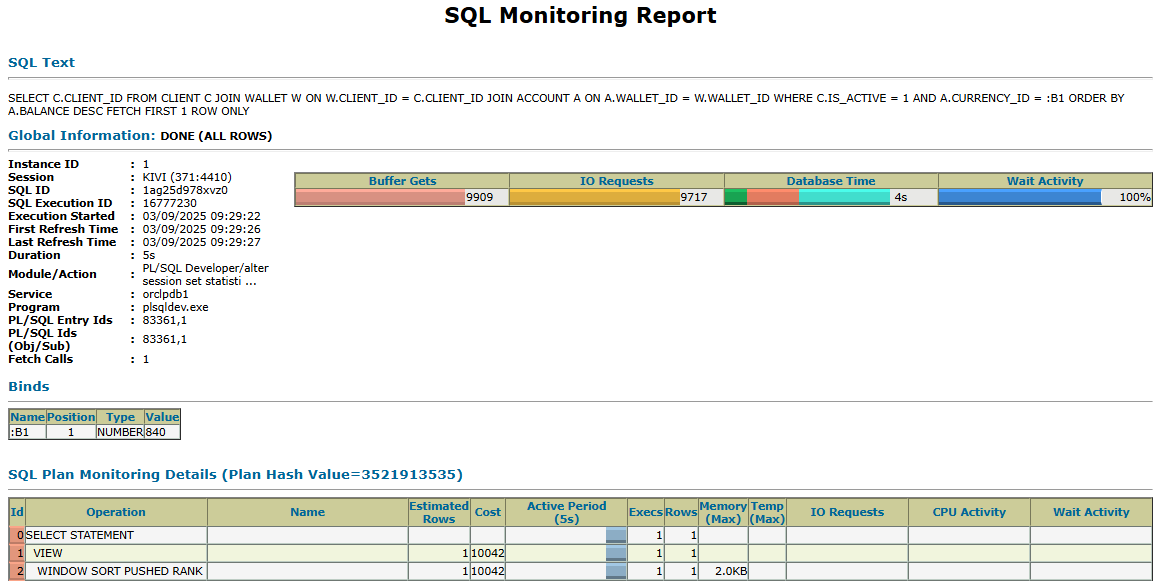 SQL Monitoring Report
SQL Text
SELECT C.CLIENT_ID FROM CLIENT C JOIN WALLET W ON W.CLIENT_ID = C.CLIENT_ID JOIN ACCOUNT A ON A.WALLET_ID = W.WALLET_ID WHERE C.IS_ACTIVE = 1 AND A.CURRENCY_ID = :B1 ORDER BY
A.BALANCE DESC FETCH FIRST 1 ROW ONLY
Global Information: DONE (ALL ROWS)
Instance ID : 1
Session : KIVI (371:4410)
SQL ID : 1ag25d978xvz0
SQL Execution ID : 16777230
Execution Started : 03/09/2025 09:29:22
First Refresh Time : 03/09/2025 09:29:26
Last Refresh Time : 03/09/2025 09:29:27
Duration : 5s
Module/Action : PL/SQL Developer/alter
session set statisti ...
Service : orclpdb1
Program : plsqldev.exe
PL/SQL Entry Ids : 83361,1
PL/SQL Ids
(Obj/Sub) : 83361,1
Fetch Calls : 1
Buffer Gets IO Requests Database Time Wait Activity
9909 9717 4s 100%
Binds
Name Position Type Value
:B1 1 NUMBER 840
SQL Plan Monitoring Details (Plan Hash Value=3521913535)
Id Operation Name Estimated
Rows Cost Active Period
(5s) Execs Rows Memory
(Max) Temp
(Max) IO Requests CPU Activity Wait Activity
0 SELECT STATEMENT 1 1
1 VIEW 1 10042 1 1
2 WINDOW SORT PUSHED RANK 1 10042 1 1 2.0KB